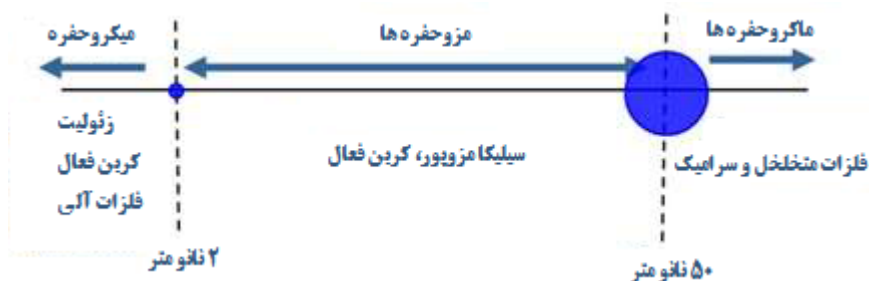 ماکروحفره ها
مزوحفره ها
میکروحفره
زئولیت
کربن فعال
فلزات آلی
سیلیکا مزوپور، کربن فعال
فلزات متخلخل و سرامیک
۲ نانو متر
۵۰ نانو متر